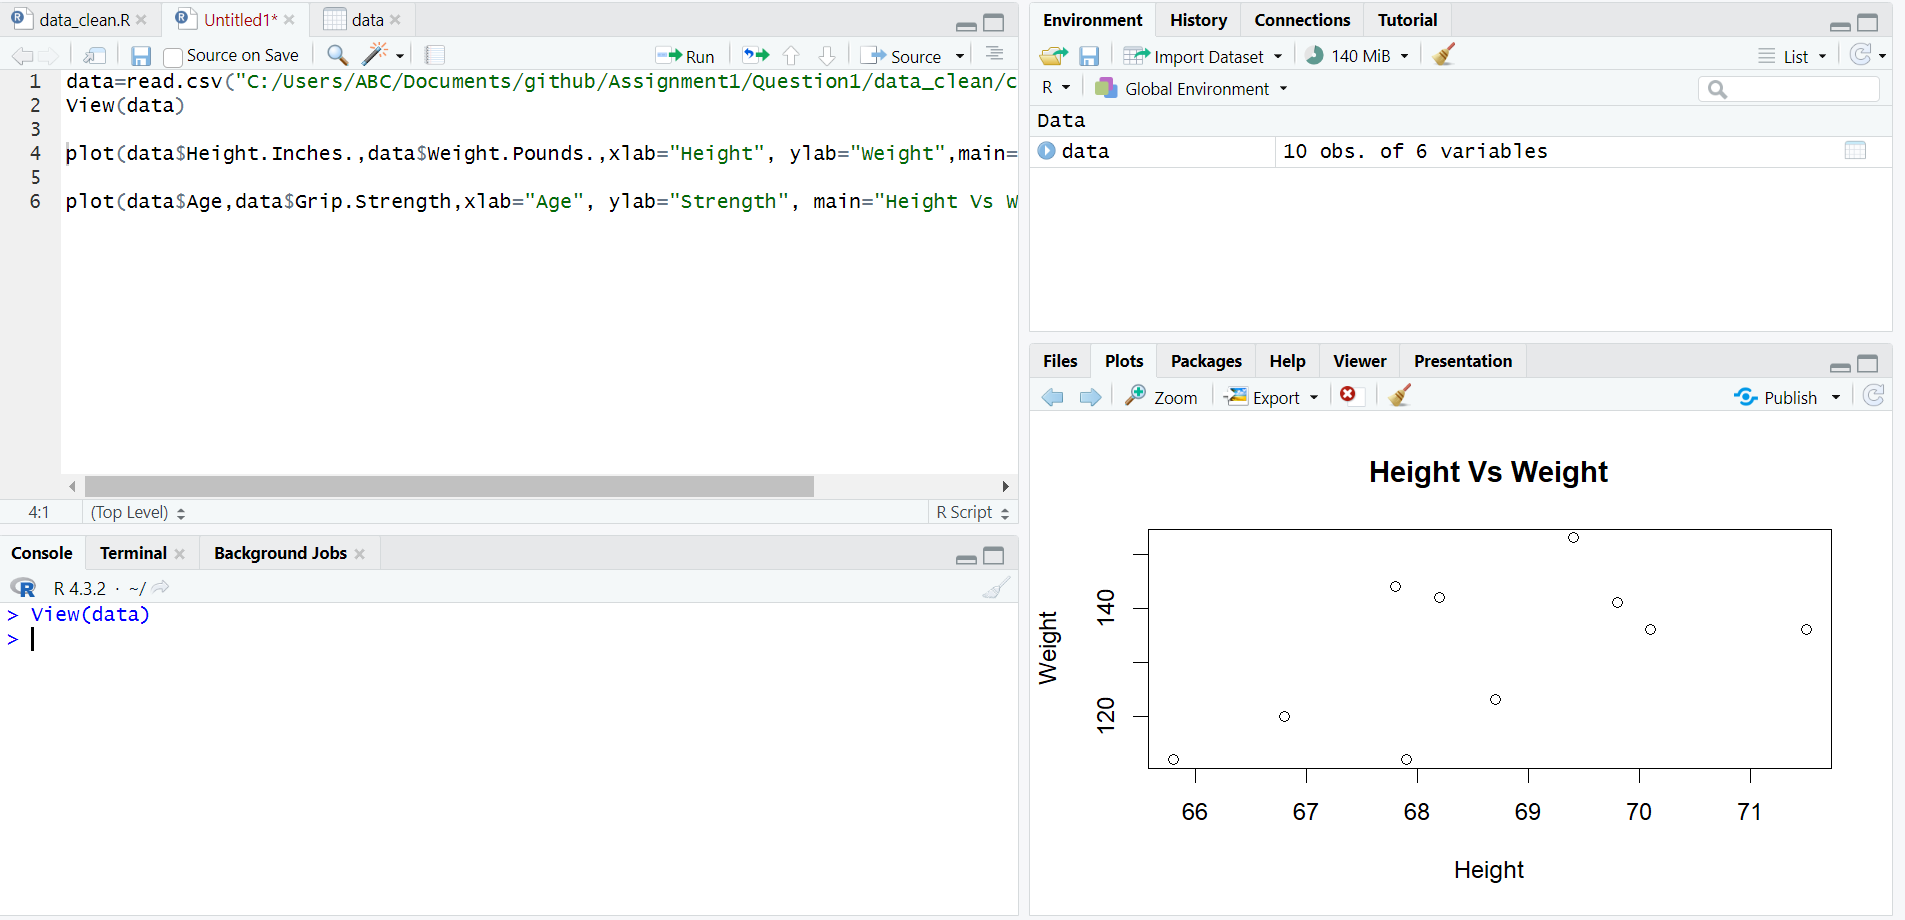 data_clean.R
Untitled1*
data
Source on Save
Run
Source
1 data=read.csv("C:/Users/ABC/Documents/github/Assignment1/Question1/data_clean/c
2 View(data)
3
4 plot(data$Height.Inches.,data$Weight.Pounds.,xlab="Height", ylab="Weight",main=
5
6 plot(data$Age,data$Grip.Strength,xlab="Age", ylab="Strength", main="Height Vs W
4:1 (Top Level) R Script
Console Terminal Background Jobs
R R 4.3.2 · ~/
> View(data)
>
Environment History Connections Tutorial
Import Dataset 140 MiB List
R Global Environment
Data
data 10 obs. of 6 variables
Files Plots Packages Help Viewer Presentation
Zoom Export Publish
Height Vs Weight
Weight
140
120
66 67 68 69 70 71
Height